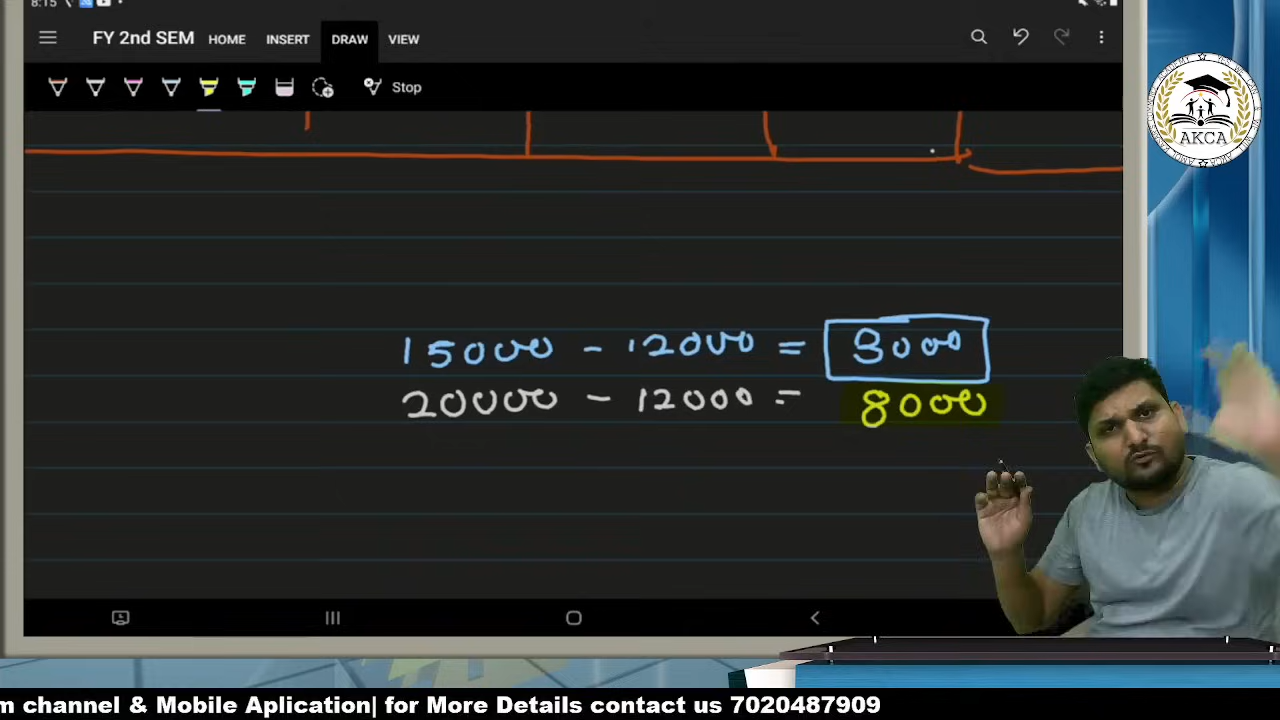 8:15
FY 2nd SEM HOME INSERT DRAW VIEW
Stop
AKCA
15000 - 12000 = 3000
20000 - 12000 = 8000
m channel & Mobile Aplication| for More Details contact us 7020487909